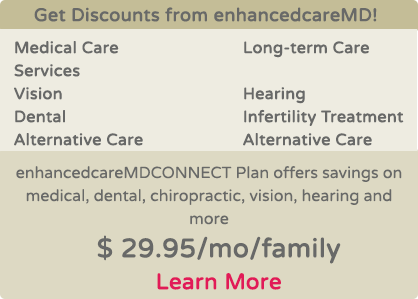 Get Discounts from enhancedcareMD!
Medical Care Long-term Care
Services
Vision Hearing
Dental Infertility Treatment
Alternative Care Alternative Care
enhancedcareMDCONNECT Plan offers savings on
medical, dental, chiropractic, vision, hearing and
more
$ 29.95/mo/family
Learn More